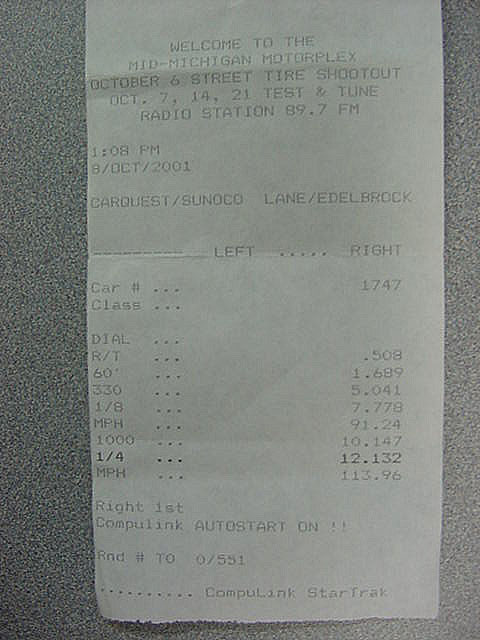 WELCOME TO THE
MID-MICHIGAN MOTORPLEX
OCTOBER 6 STREET TIRE SHOOTOUT
OCT. 7, 14, 21 TEST & TUNE
RADIO STATION 89.7 FM
1:08 PM
8/OCT/2001
CARQUEST/SUNOCO LANE/EDELBROCK
---------- LEFT ..... RIGHT
Car # ... 1747
Class ...
DIAL ...
R/T ... .508
60' ... 1.689
330 ... 5.041
1/8 ... 7.778
MPH ... 91.24
1000 ... 10.147
1/4 ... 12.132
MPH ... 113.96
Right 1st
Compulink AUTOSTART ON !!
Rnd # TO 0/551
.......... CompuLink StarTrak